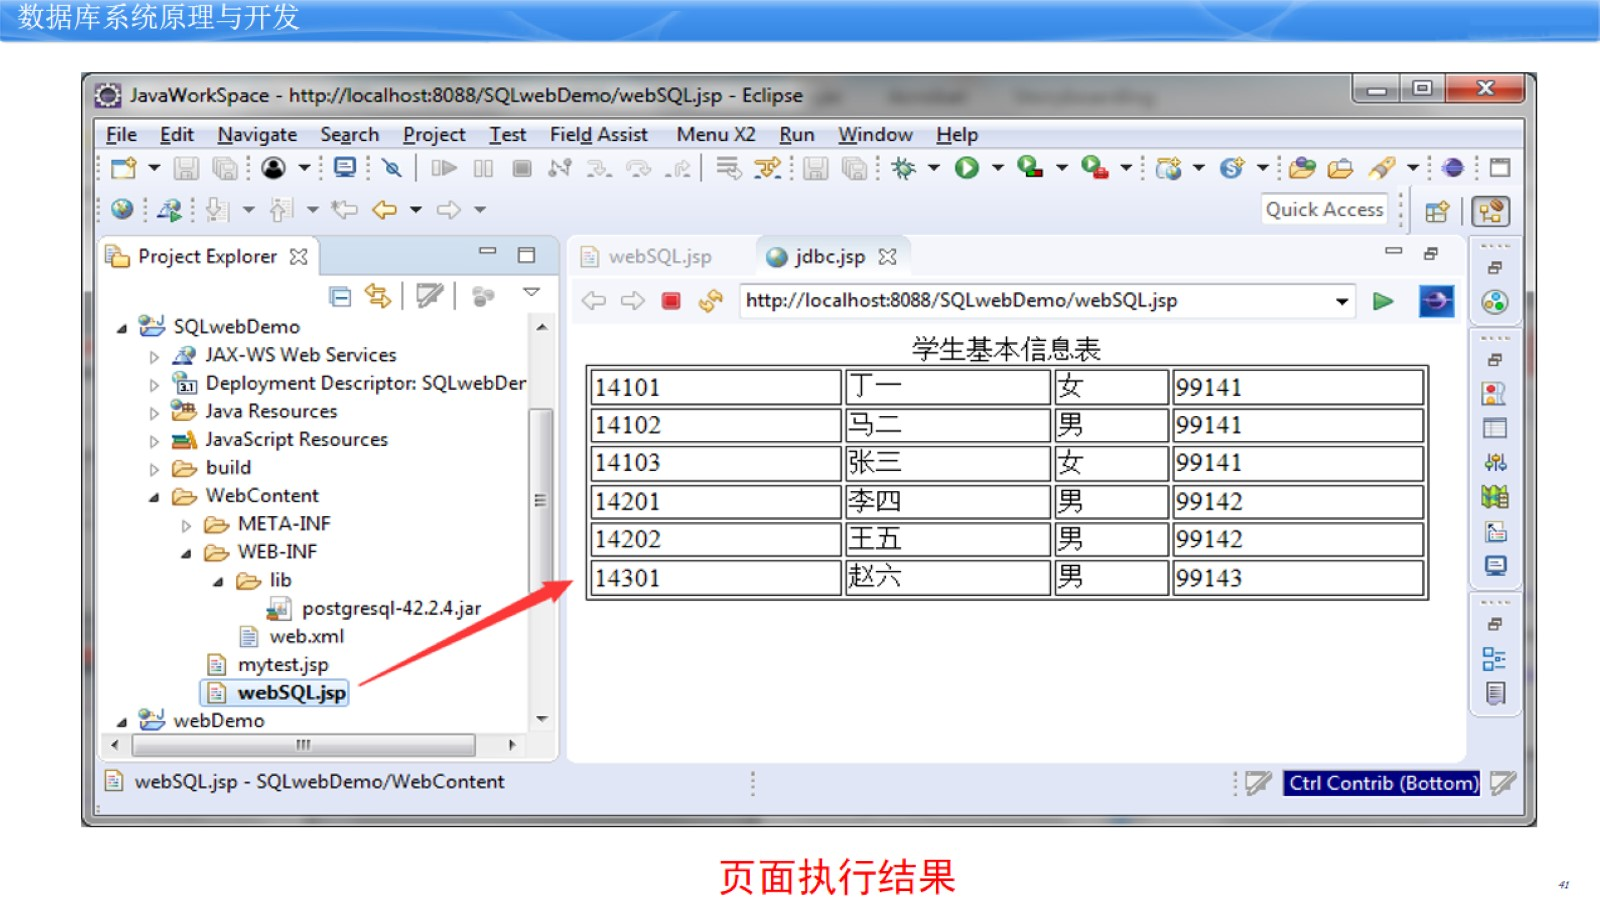 数据库系统原理与开发
JavaWorkSpace - http://localhost:8088/SQLwebDemo/webSQL.jsp - Eclipse
File Edit Navigate Search Project Test Field Assist Menu X2 Run Window Help
Quick Access
Project Explorer
webSQL.jsp
jdbc.jsp
http://localhost:8088/SQLwebDemo/webSQL.jsp
SQLwebDemo
JAX-WS Web Services
3.1
Deployment Descriptor: SQLwebDer
Java Resources
JavaScript Resources
build
WebContent
META-INF
WEB-INF
lib
postgresql-42.2.4.jar
web.xml
mytest.jsp
webSQL.jsp
webDemo
学生基本信息表
14101 丁一 女 99141
14102 马二 男 99141
14103 张三 女 99141
14201 李四 男 99142
14202 王五 男 99142
14301 赵六 男 99143
webSQL.jsp - SQLwebDemo/WebContent
Ctrl Contrib (Bottom)
页面执行结果
41